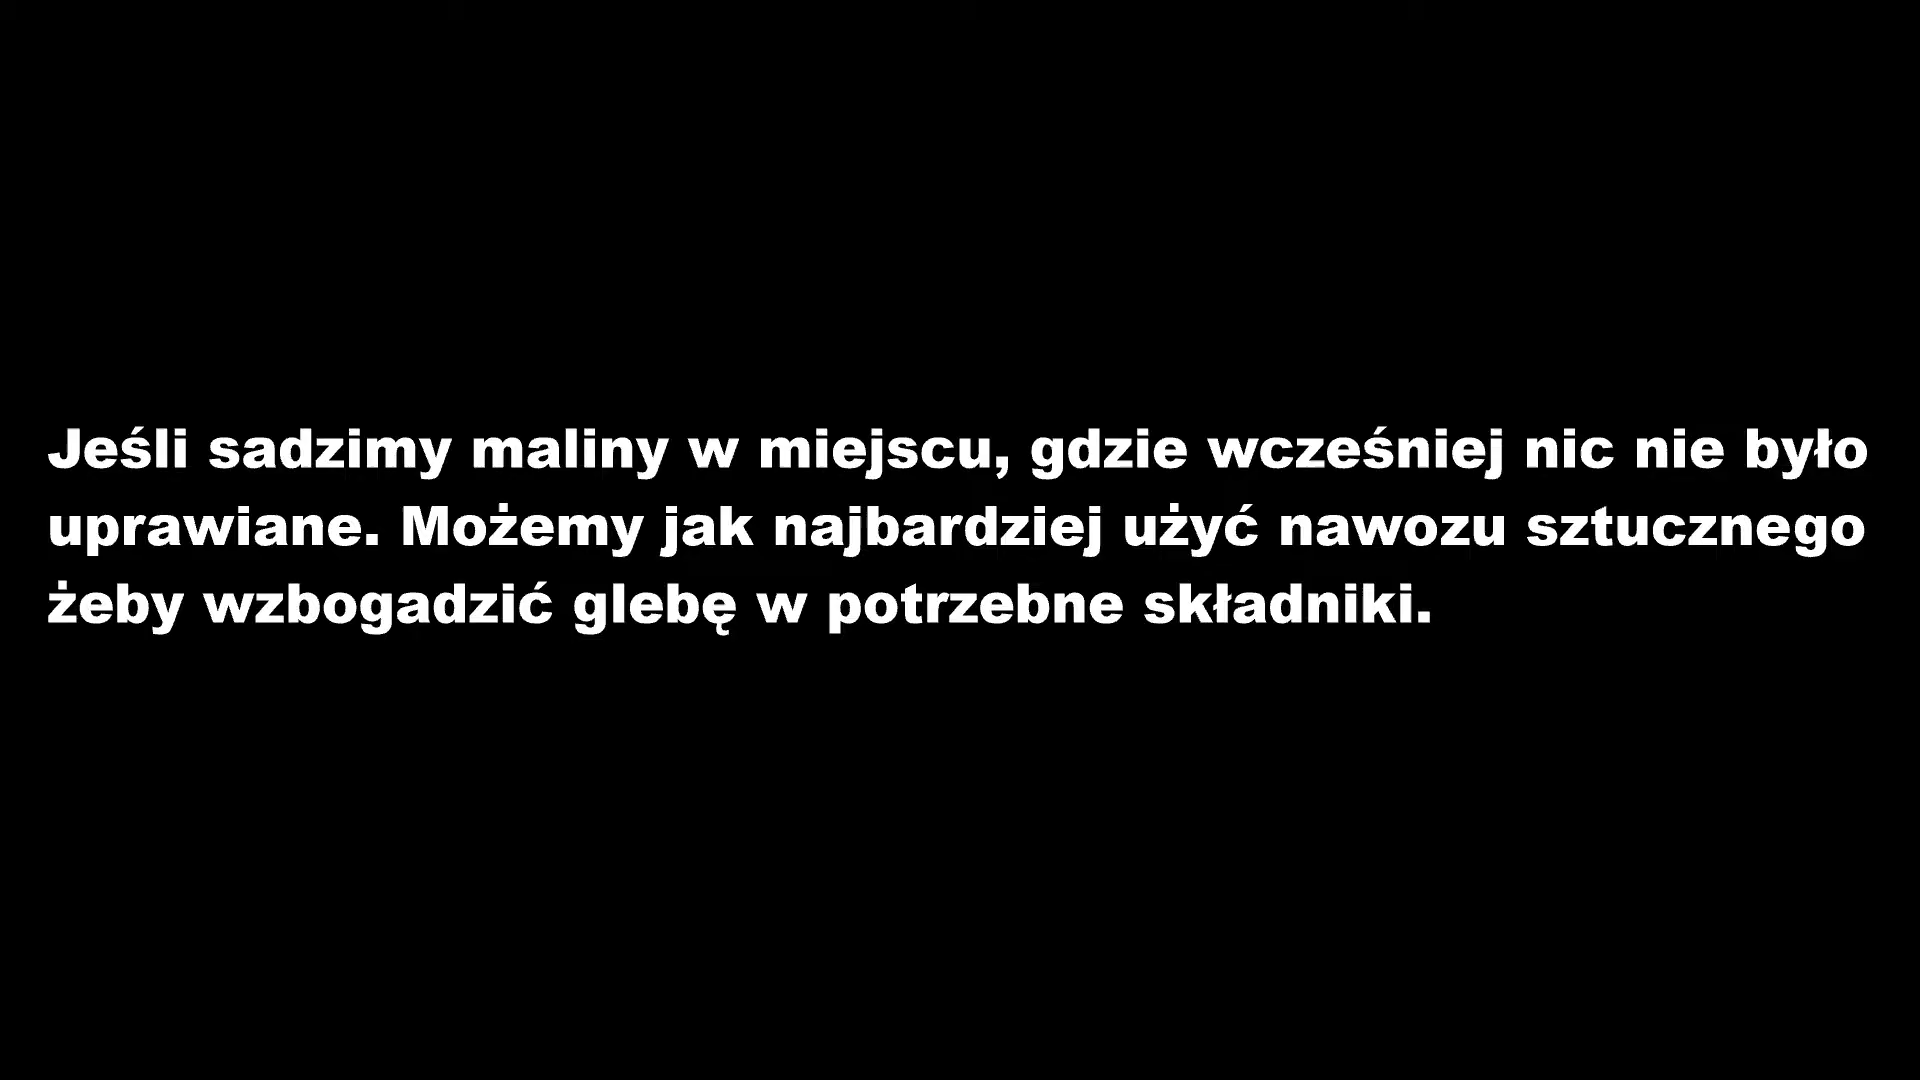 Jeśli sadzimy maliny w miejscu, gdzie wcześniej nic nie było
uprawiane. Możemy jak najbardziej użyć nawozu sztucznego
żeby wzbogadzić glebę w potrzebne składniki.